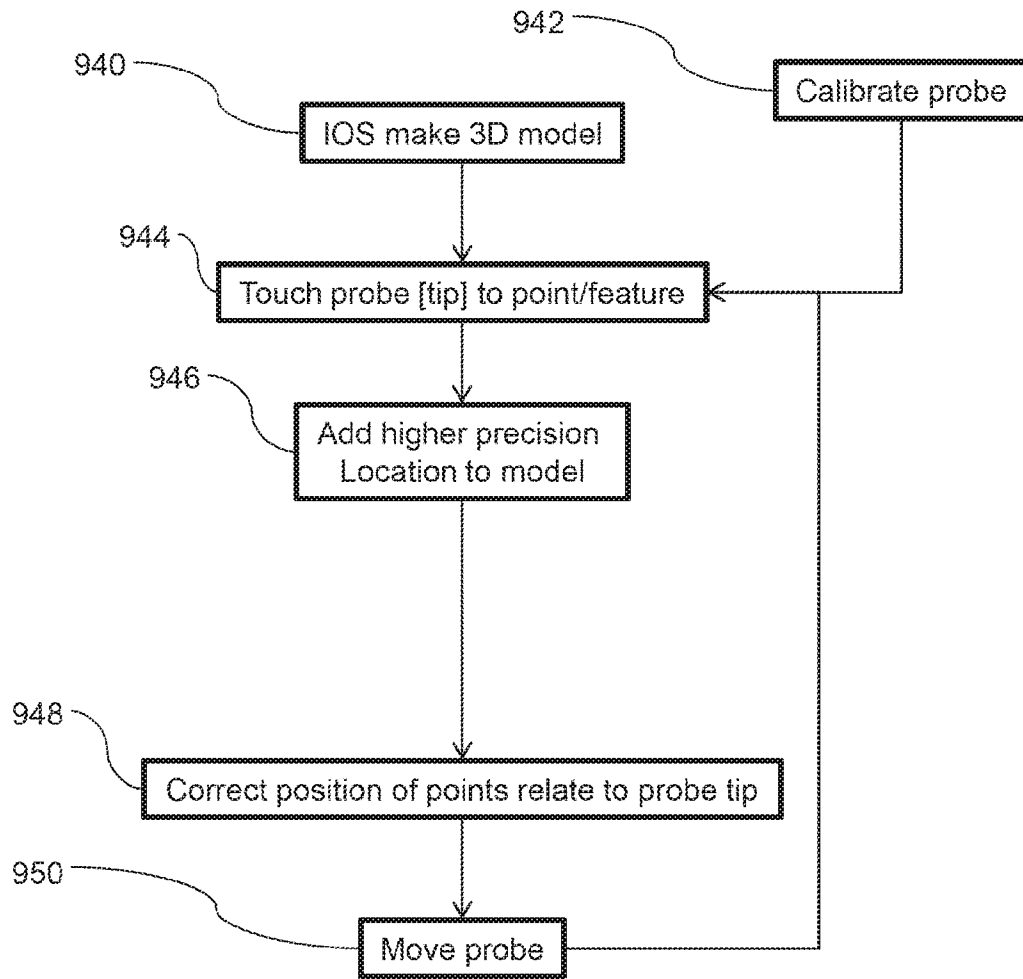 942
940
Calibrate probe
IOS make 3D model
944
Touch probe [tip] to point/feature
946
Add higher precision
Location to model
948
Correct position of points relate to probe tip
950
Move probe